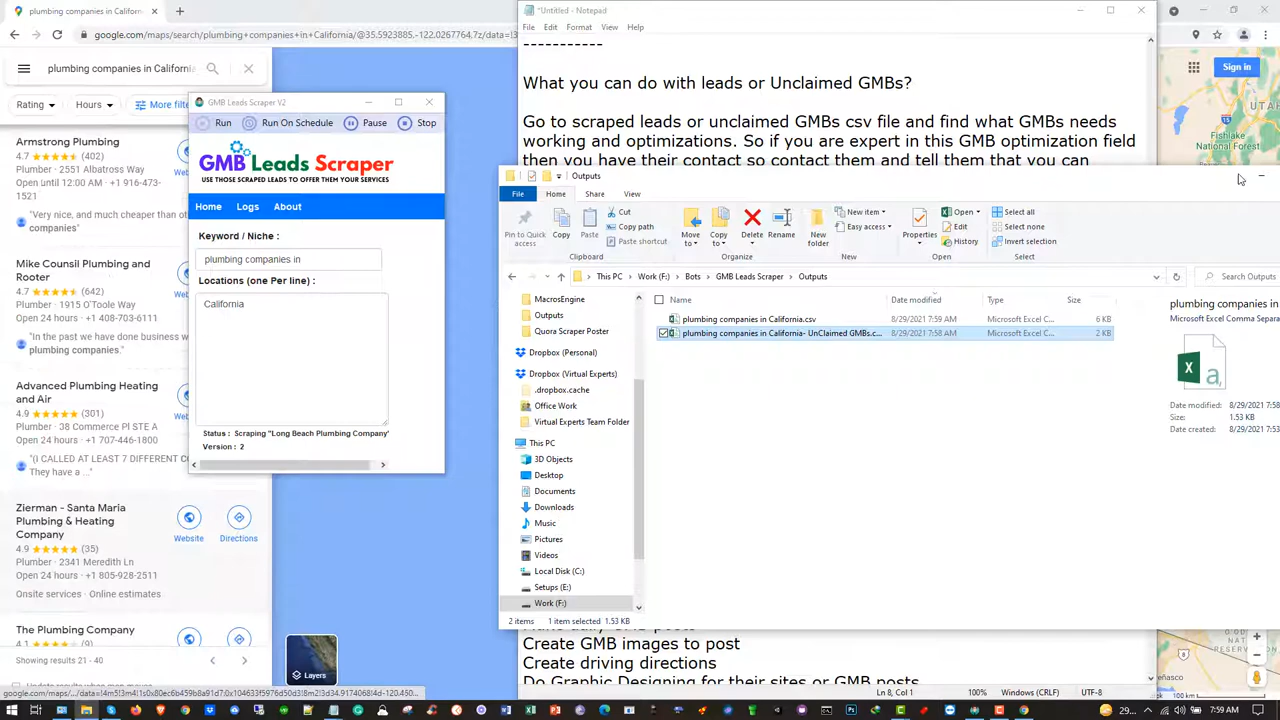 plumbing companies in Californ
google.com/maps/search/plumbing+companies+in+California/@35.5923885,-122.0267764,7z/data=!3
plumbing companies in California
Rating
Hours
More filte
Armstrong Plumbing
4.7 (402)
Plumber · 2551 Albatross Way
Open until 12:00 AM · +1 916-473-
1521
"Very nice, and much cheaper than ot
companies"
Mike Counsil Plumbing and
Rooter
4.7 (642)
Plumber · 1915 O'Toole Way
Open 24 hours · +1 408-703-6111
"In the past we have done business w
plumbing companies."
Advanced Plumbing Heating
and Air
4.9 (301)
Plumber · 38 Commerce Pl STE A
Open 24 hours · +1 707-446-1800
"(I CALLED AT LEAST 7 DIFFERENT C
They have a ..."
Zierman - Santa Maria
Plumbing & Heating
Company
4.9 (35)
Plumber · 2341 Meredith Ln
Open 24 hours · +1 805-928-2511
Onsite services · Online estimates
Website
Directions
The Plumbing Company
4.1 (9)
Showing results 21 - 40
Update results when map moves
Layers
GMB Leads Scraper V2
Run
Run On Schedule
Pause
Stop
GMB Leads Scraper
USE THOSE SCRAPED LEADS TO OFFER THEM YOUR SERVICES
Home
Logs
About
Keyword / Niche :
plumbing companies in
Locations (one Per line) :
California
Status : Scraping "Long Beach Plumbing Company"
Version : 2
*Untitled - Notepad
File Edit Format View Help
-----------
What you can do with leads or Unclaimed GMBs?
Go to scraped leads or unclaimed GMBs csv file and find what GMBs needs
working and optimizations. So if you are expert in this GMB optimization field
then you have their contact so contact them and tell them that you can
Outputs
File Home Share View
Pin to Quick
access
Copy
Paste
Cut
Copy path
Paste shortcut
Clipboard
Move
to
Copy
to
Delete
Rename
Organize
New
folder
New item
Easy access
New
Properties
Open
Edit
History
Open
Select all
Select none
Invert selection
Select
This PC
Work (F:)
Bots
GMB Leads Scraper
Outputs
Search Outputs
MacrosEngine
Outputs
Quora Scraper Poster
Dropbox (Personal)
Dropbox (Virtual Experts)
.dropbox.cache
Office Work
Virtual Experts Team Folder
This PC
3D Objects
Desktop
Documents
Downloads
Music
Pictures
Videos
Local Disk (C:)
Setups (E:)
Work (F:)
Name Date modified Type Size
plumbing companies in California.csv 8/29/2021 7:59 AM Microsoft Excel C... 6 KB
plumbing companies in California- UnClaimed GMBs.c... 8/29/2021 7:58 AM Microsoft Excel C... 2 KB
plumbing companies in
Microsoft Excel Comma Separa
Date modified: 8/29/2021 7:58
Size: 1.53 KB
Date created: 8/29/2021 7:58
2 items 1 item selected 1.53 KB
Create GMB images to post
Create driving directions
Do Graphic Designing for their sites or GMB posts
Ln 8, Col 1 100% Windows (CRLF) UTF-8
Sign in
UTAH
Fishlake
National Forest
7:59 AM